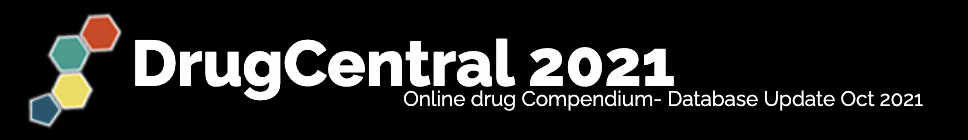 DrugCentral 2021
Online drug Compendium- Database Update Oct 2021